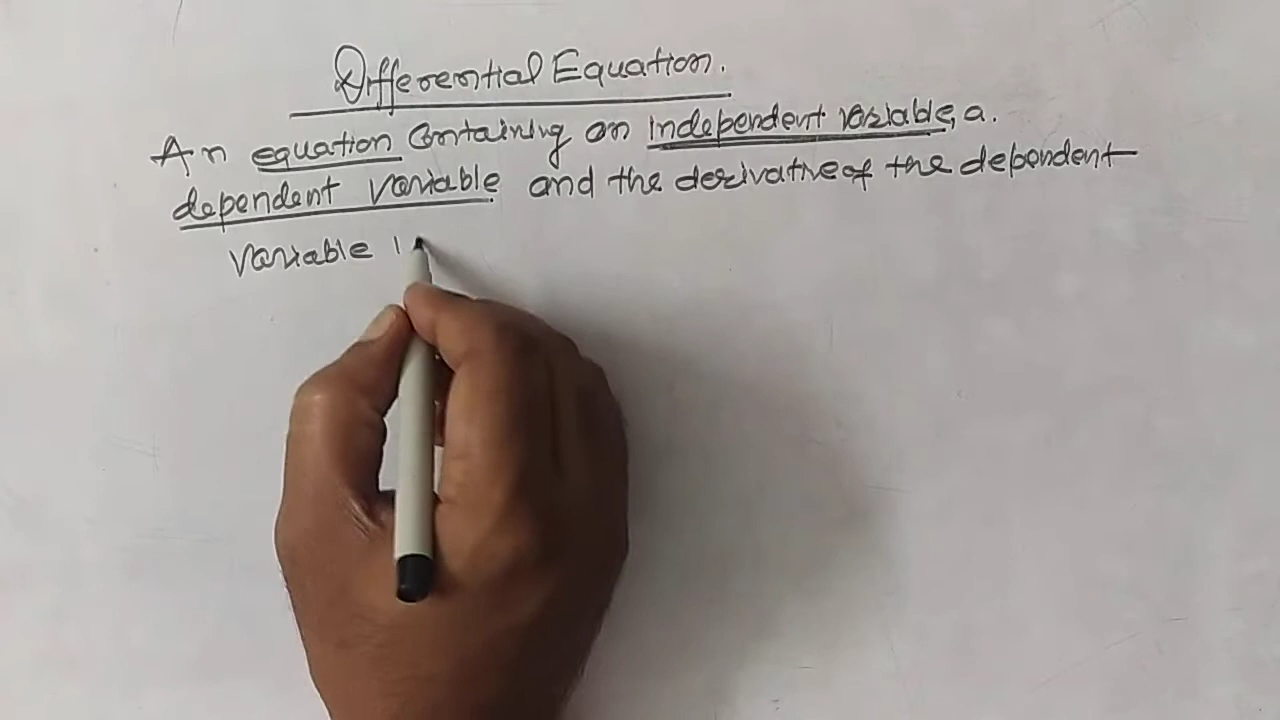 Differential Equation.
An equation containing an independent variable, a.
dependent variable and the derivative of the dependent
variable